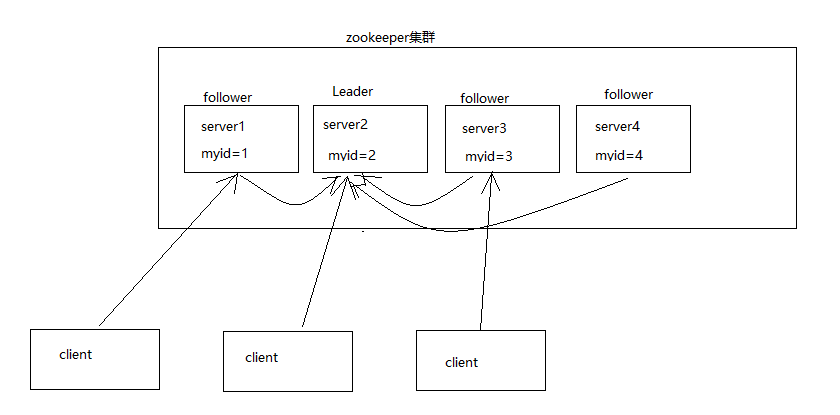 zookeeper集群
follower
Leader
follower
follower
server1
myid=1
server2
myid=2
server3
myid=3
server4
myid=4
client
client
client